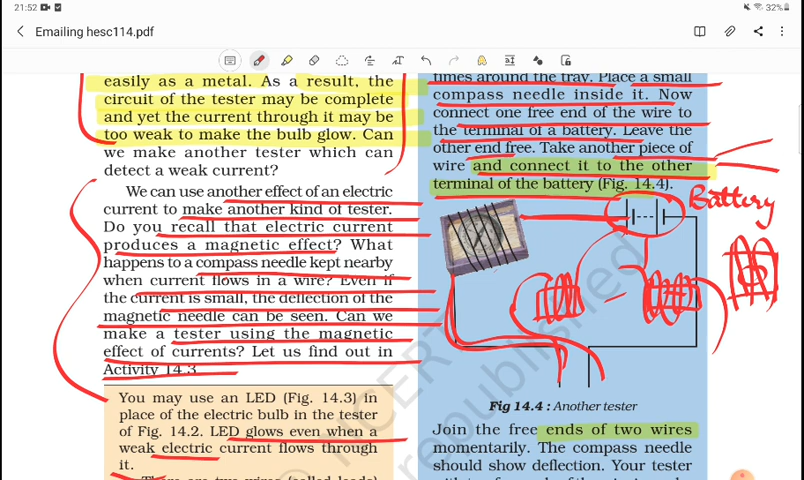 21:52
32%
Emailing hesc114.pdf
easily as a metal. As a result, the
circuit of the tester may be complete
and yet the current through it may be
too weak to make the bulb glow. Can
we make another tester which can
detect a weak current?
We can use another effect of an electric
current to make another kind of tester.
Do you recall that electric current
produces a magnetic effect? What
happens to a compass needle kept nearby
when current flows in a wire? Even if
the current is small, the deflection of the
magnetic needle can be seen. Can we
make a tester using the magnetic
effect of currents? Let us find out in
Activity 14.3
You may use an LED (Fig. 14.3) in
place of the electric bulb in the tester
of Fig. 14.2. LED glows even when a
weak electric current flows through
it.
There are two wires (called leads)
times around the tray. Place a small
compass needle inside it. Now
connect one free end of the wire to
the terminal of a battery. Leave the
other end free. Take another piece of
wire and connect it to the other
terminal of the battery (Fig. 14.4).
Battery
© NCERT
republished
Fig 14.4 : Another tester
Join the free ends of two wires
momentarily. The compass needle
should show deflection. Your tester